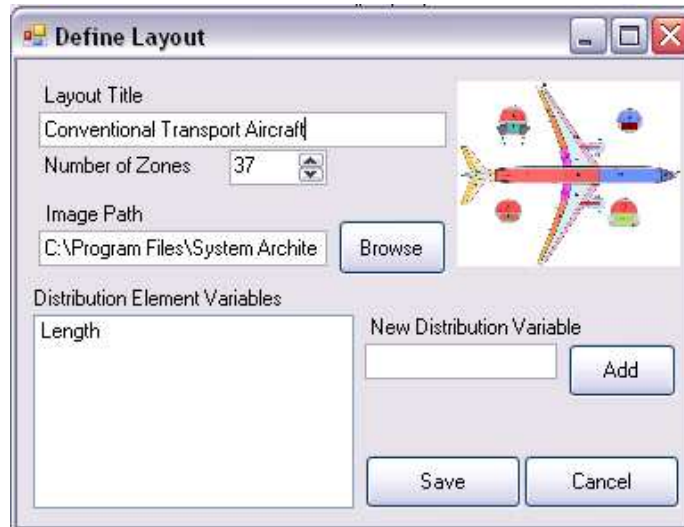 Define Layout
Layout Title
Conventional Transport Aircraft
Number of Zones 37
Image Path
C:\Program Files\System Archite Browse
Distribution Element Variables
Length
New Distribution Variable
Add
Save Cancel